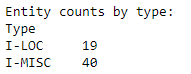 Entity counts by type:
Type
I-LOC     19
I-MISC    40